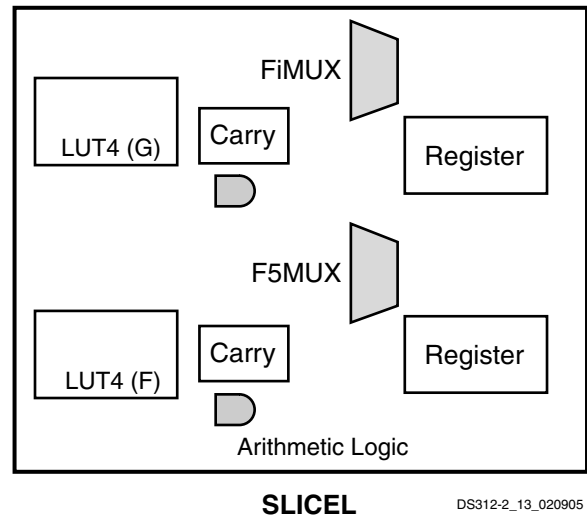 FiMUX
LUT4 (G)
Carry
Register
F5MUX
LUT4 (F)
Carry
Register
Arithmetic Logic
SLICEL
DS312-2_13_020905